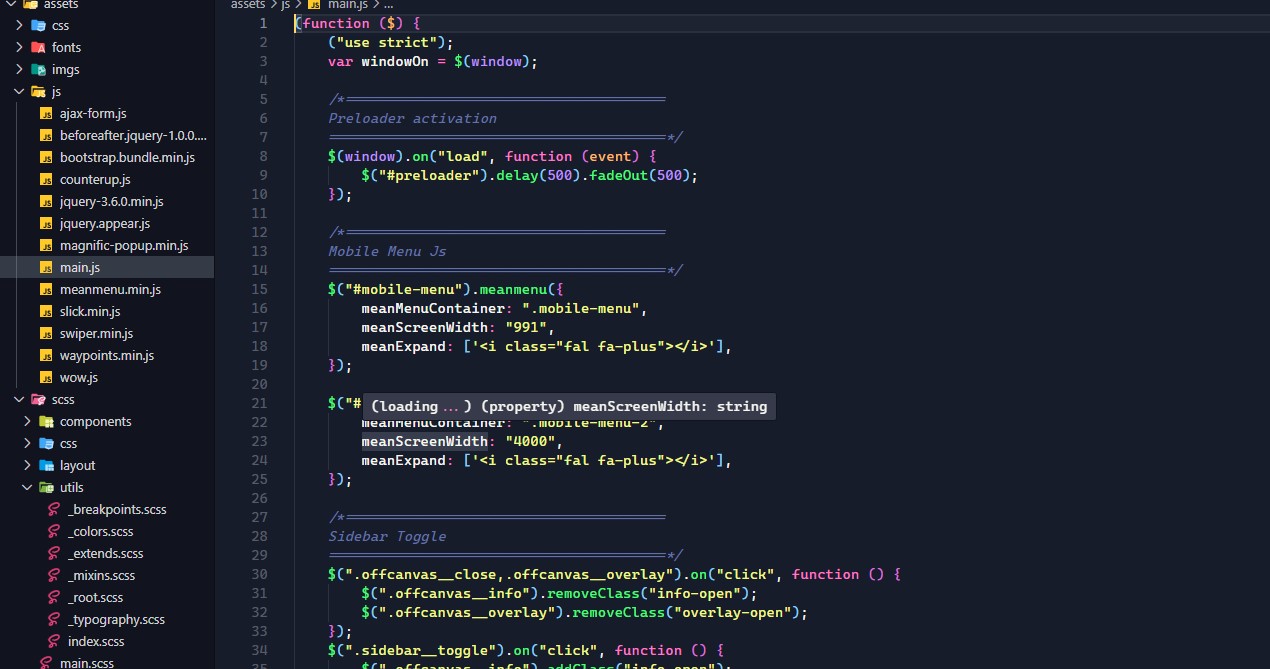 assets
css
fonts
imgs
js
ajax-form.js
beforeafter.jquery-1.0.0....
bootstrap.bundle.min.js
counterup.js
jquery-3.6.0.min.js
jquery.appear.js
magnific-popup.min.js
main.js
meanmenu.min.js
slick.min.js
swiper.min.js
waypoints.min.js
wow.js
scss
components
css
layout
utils
_breakpoints.scss
_colors.scss
_extends.scss
_mixins.scss
_root.scss
_typography.scss
index.scss
main.scss
assets > js > JS main.js > ...
1 (function ($) {
2 ("use strict");
3 var windowOn = $(window);
4
5 /*======================================
6 Preloader activation
7 ========================================*/
8 $(window).on("load", function (event) {
9 $("#preloader").delay(500).fadeOut(500);
10 });
11
12 /*======================================
13 Mobile Menu Js
14 ========================================*/
15 $("#mobile-menu").meanmenu({
16 meanMenuContainer: ".mobile-menu",
17 meanScreenWidth: "991",
18 meanExpand: ['<i class="fal fa-plus"></i>'],
19 });
20
21 $("#
(loading...) (property) meanScreenWidth: string
22 meanMenuContainer: ".mobile-menu-2",
23 meanScreenWidth: "4000",
24 meanExpand: ['<i class="fal fa-plus"></i>'],
25 });
26
27 /*======================================
28 Sidebar Toggle
29 ========================================*/
30 $(".offcanvas__close,.offcanvas__overlay").on("click", function () {
31 $(".offcanvas__info").removeClass("info-open");
32 $(".offcanvas__overlay").removeClass("overlay-open");
33 });
34 $(".sidebar__toggle").on("click", function () {
35 $(".offcanvas__info").addClass("info-open");